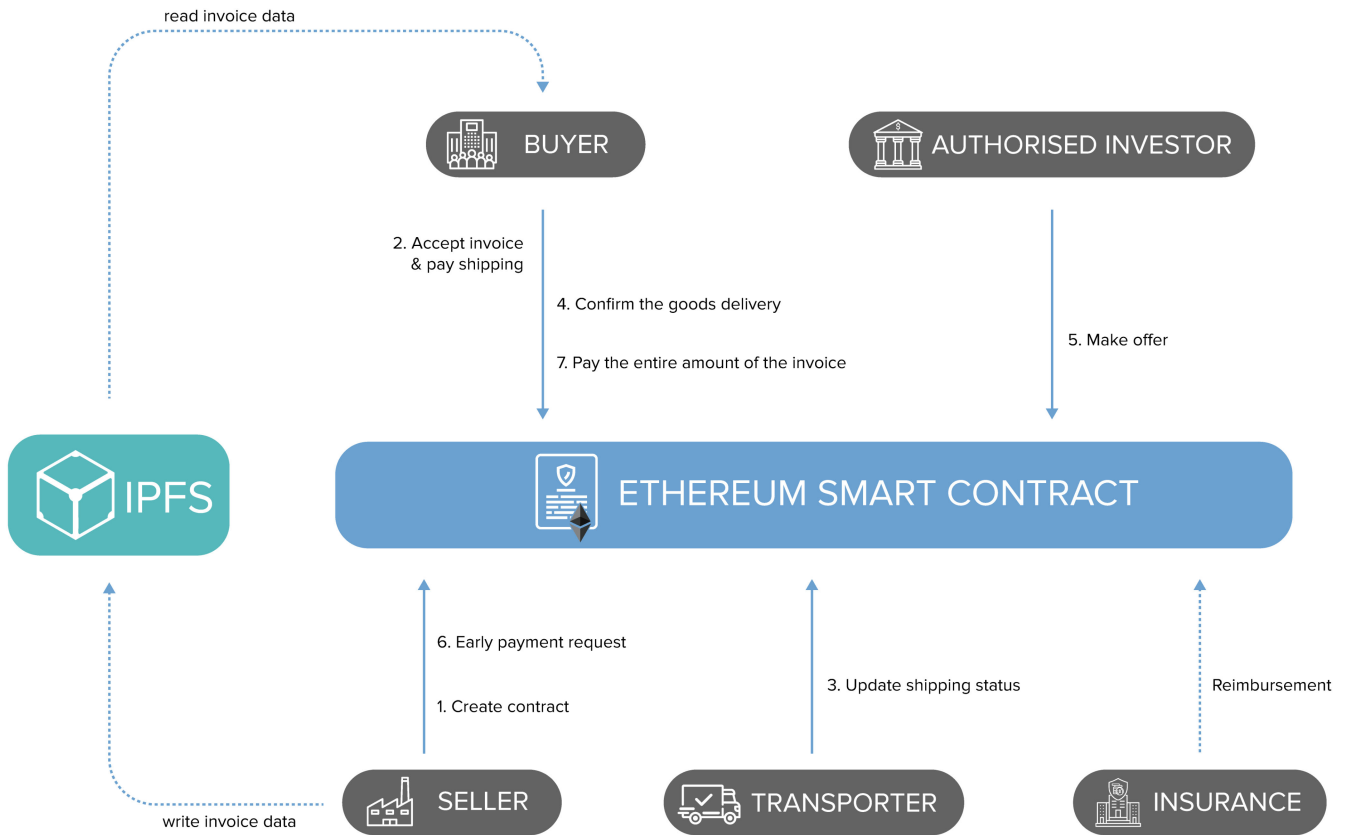 read invoice data
BUYER
AUTHORISED INVESTOR
2. Accept invoice
& pay shipping
4. Confirm the goods delivery
7. Pay the entire amount of the invoice
5. Make offer
IPFS
ETHEREUM SMART CONTRACT
6. Early payment request
1. Create contract
3. Update shipping status
Reimbursement
SELLER
TRANSPORTER
INSURANCE
write invoice data